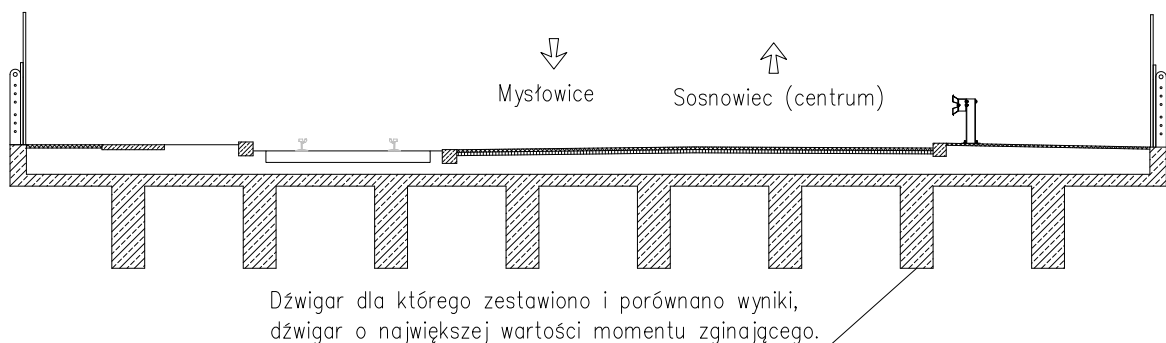 Mysłowice
Sosnowiec (centrum)
Dźwigar dla którego zestawiono i porównano wyniki,
dźwigar o największej wartości momentu zginającego.